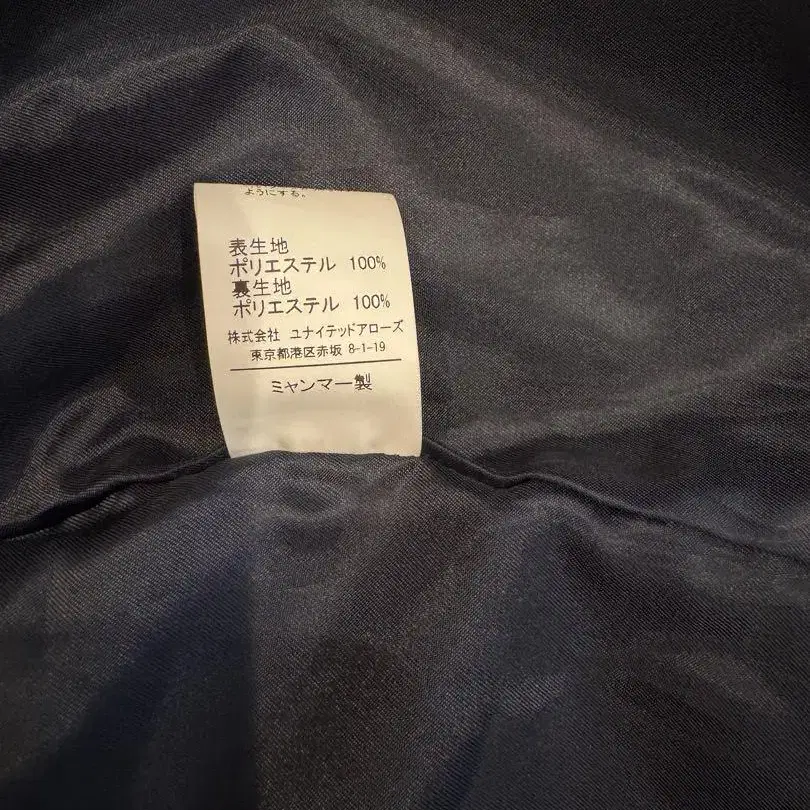 ようにする。
表生地
ポリエステル 100%
裏生地
ポリエステル 100%
株式会社 ユナイテッドアローズ
東京都港区赤坂 8-1-19
ミャンマー製